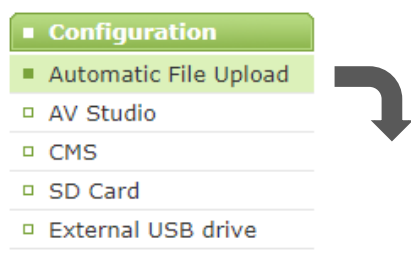 Configuration
Automatic File Upload
AV Studio
CMS
SD Card
External USB drive